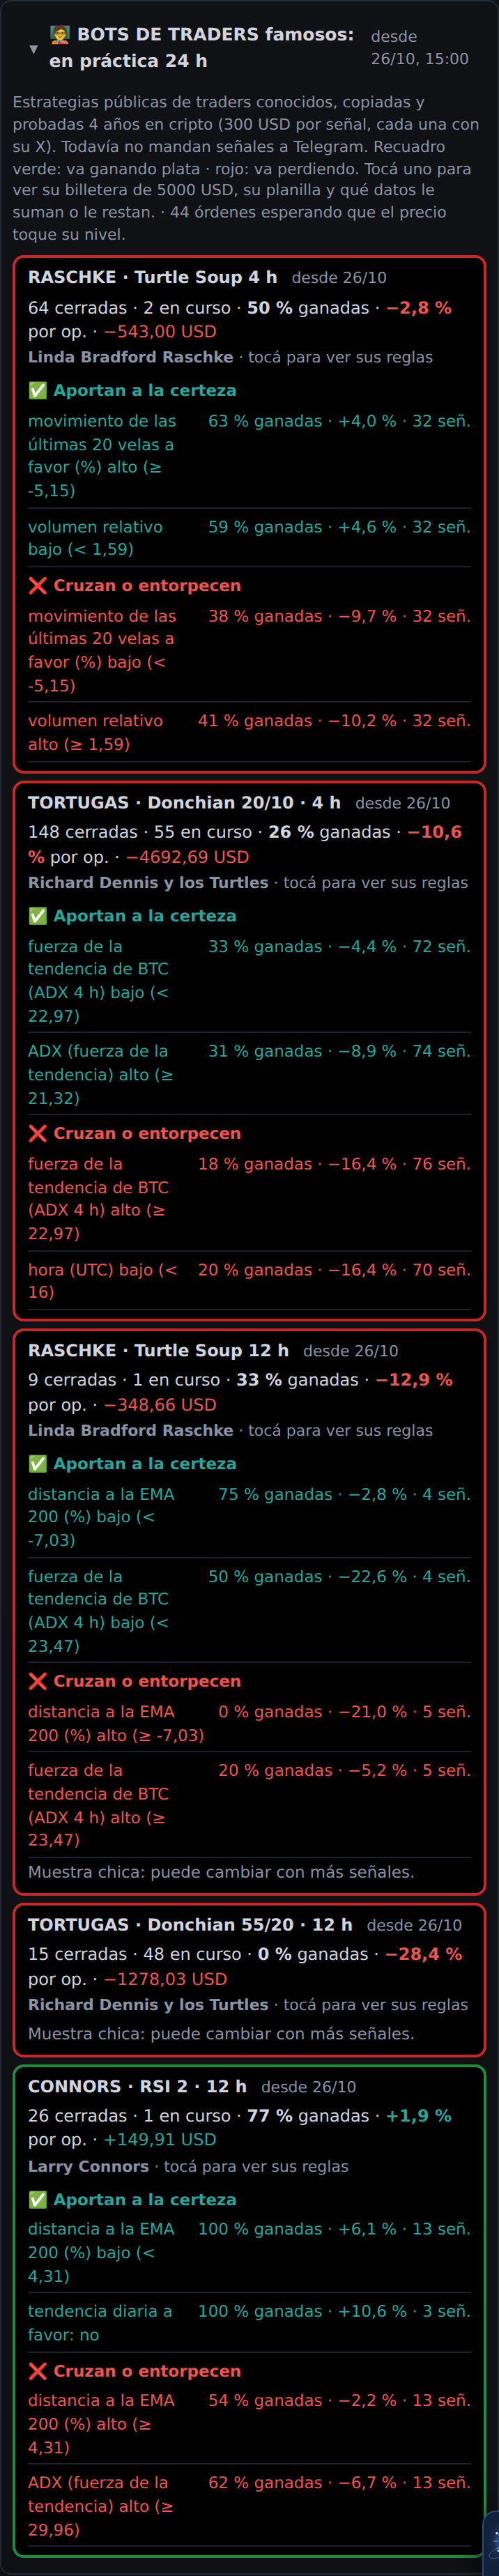 ▼ 🧑‍🏫 BOTS DE TRADERS famosos: desde
en práctica 24 h 26/10, 15:00
Estrategias públicas de traders conocidos, copiadas y
probadas 4 años en cripto (300 USD por señal, cada una con
su X). Todavía no mandan señales a Telegram. Recuadro
verde: va ganando plata · rojo: va perdiendo. Tocá uno para
ver su billetera de 5000 USD, su planilla y qué datos le
suman o le restan. · 44 órdenes esperando que el precio
toque su nivel.
RASCHKE · Turtle Soup 4 h desde 26/10
64 cerradas · 2 en curso · 50 % ganadas · −2,8 %
por op. · −543,00 USD
Linda Bradford Raschke · tocá para ver sus reglas
✅ Aportan a la certeza
movimiento de las 63 % ganadas · +4,0 % · 32 señ.
últimas 20 velas a
favor (%) alto (≥
-5,15)
volumen relativo 59 % ganadas · +4,6 % · 32 señ.
bajo (< 1,59)
❌ Cruzan o entorpecen
movimiento de las 38 % ganadas · −9,7 % · 32 señ.
últimas 20 velas a
favor (%) bajo (<
-5,15)
volumen relativo 41 % ganadas · −10,2 % · 32 señ.
alto (≥ 1,59)
TORTUGAS · Donchian 20/10 · 4 h desde 26/10
148 cerradas · 55 en curso · 26 % ganadas · −10,6
% por op. · −4692,69 USD
Richard Dennis y los Turtles · tocá para ver sus reglas
✅ Aportan a la certeza
fuerza de la 33 % ganadas · −4,4 % · 72 señ.
tendencia de BTC
(ADX 4 h) bajo (<
22,97)
ADX (fuerza de la 31 % ganadas · −8,9 % · 74 señ.
tendencia) alto (≥
21,32)
❌ Cruzan o entorpecen
fuerza de la 18 % ganadas · −16,4 % · 76 señ.
tendencia de BTC
(ADX 4 h) alto (≥
22,97)
hora (UTC) bajo (< 20 % ganadas · −16,4 % · 70 señ.
16)
RASCHKE · Turtle Soup 12 h desde 26/10
9 cerradas · 1 en curso · 33 % ganadas · −12,9 %
por op. · −348,66 USD
Linda Bradford Raschke · tocá para ver sus reglas
✅ Aportan a la certeza
distancia a la EMA 75 % ganadas · −2,8 % · 4 señ.
200 (%) bajo (<
-7,03)
fuerza de la 50 % ganadas · −22,6 % · 4 señ.
tendencia de BTC
(ADX 4 h) bajo (<
23,47)
❌ Cruzan o entorpecen
distancia a la EMA 0 % ganadas · −21,0 % · 5 señ.
200 (%) alto (≥ -7,03)
fuerza de la 20 % ganadas · −5,2 % · 5 señ.
tendencia de BTC
(ADX 4 h) alto (≥
23,47)
Muestra chica: puede cambiar con más señales.
TORTUGAS · Donchian 55/20 · 12 h desde 26/10
15 cerradas · 48 en curso · 0 % ganadas · −28,4 %
por op. · −1278,03 USD
Richard Dennis y los Turtles · tocá para ver sus reglas
Muestra chica: puede cambiar con más señales.
CONNORS · RSI 2 · 12 h desde 26/10
26 cerradas · 1 en curso · 77 % ganadas · +1,9 %
por op. · +149,91 USD
Larry Connors · tocá para ver sus reglas
✅ Aportan a la certeza
distancia a la EMA 100 % ganadas · +6,1 % · 13 señ.
200 (%) bajo (<
4,31)
tendencia diaria a 100 % ganadas · +10,6 % · 3 señ.
favor: no
❌ Cruzan o entorpecen
distancia a la EMA 54 % ganadas · −2,2 % · 13 señ.
200 (%) alto (≥
4,31)
ADX (fuerza de la 62 % ganadas · −6,7 % · 13 señ.
tendencia) alto (≥
29,96)